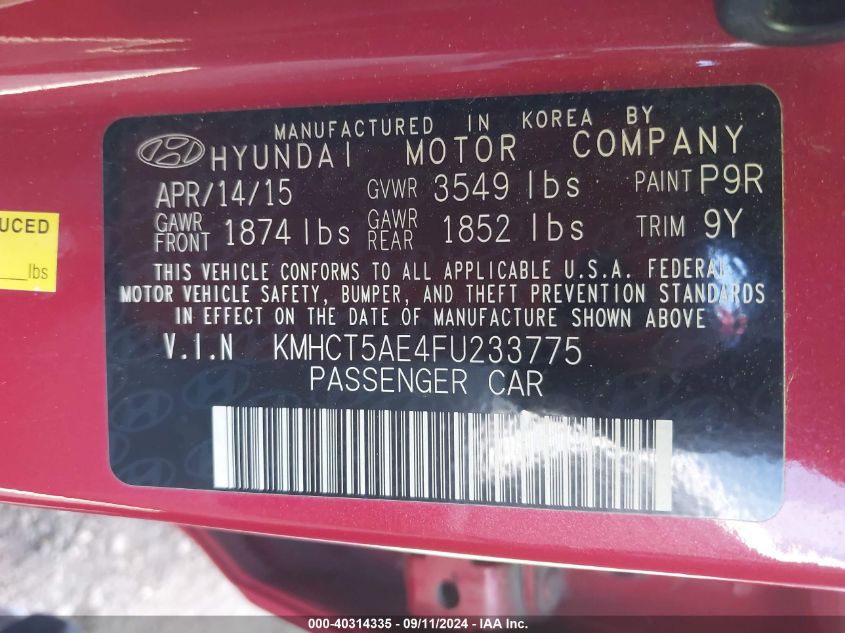 MANUFACTURED IN KOREA BY
HYUNDAI MOTOR COMPANY
APR/14/15 GVWR 3549 lbs PAINT P9R
GAWR FRONT 1874 lbs GAWR REAR 1852 lbs TRIM 9Y
THIS VEHICLE CONFORMS TO ALL APPLICABLE U.S.A. FEDERAL
MOTOR VEHICLE SAFETY, BUMPER, AND THEFT PREVENTION STANDARDS
IN EFFECT ON THE DATE OF MANUFACTURE SHOWN ABOVE
V.I.N KMHCT5AE4FU233775
PASSENGER CAR
UCED
lbs
000-40314335 - 09/11/2024 - IAA Inc.